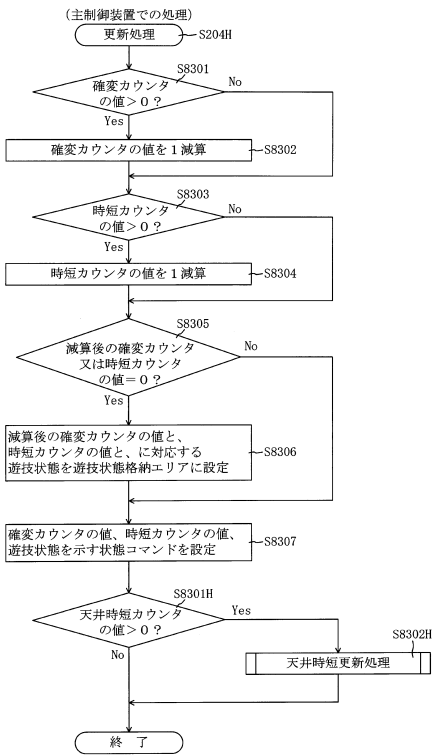 （主制御装置での処理）
更新処理
S204H
S8301
確変カウンタ
の値＞０？
No
Yes
確変カウンタの値を１減算
S8302
S8303
時短カウンタ
の値＞０？
No
Yes
時短カウンタの値を１減算
S8304
S8305
減算後の確変カウンタ
又は時短カウンタ
の値＝０？
No
Yes
減算後の確変カウンタの値と、
時短カウンタの値と、に対応する
遊技状態を遊技状態格納エリアに設定
S8306
確変カウンタの値、時短カウンタの値、
遊技状態を示す状態コマンドを設定
S8307
S8301H
天井時短カウンタ
の値＞０？
Yes
No
S8302H
天井時短更新処理
終　了